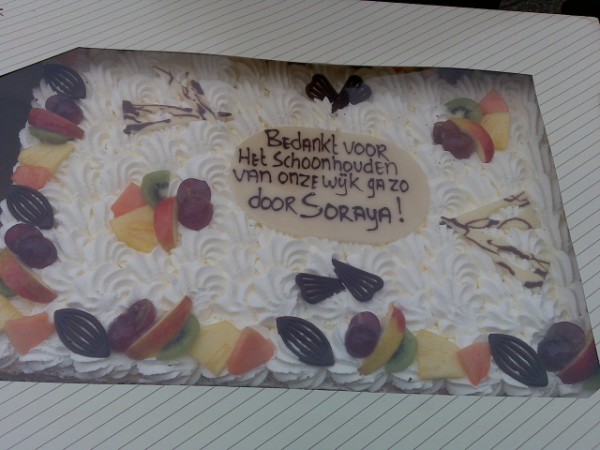 Bedankt voor
Het schoonhouden
van onze wijk ga zo
door Soraya!